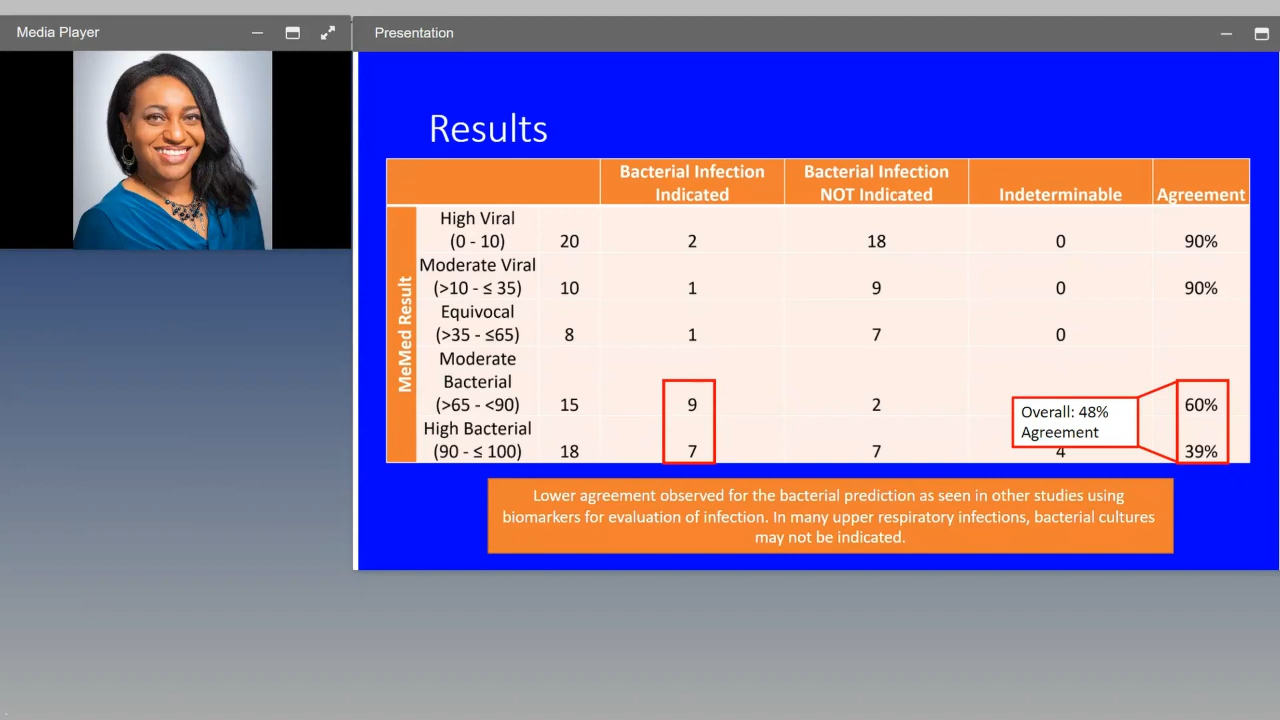 Media Player
Presentation
Results
Bacterial Infection
Indicated
Bacterial Infection
NOT Indicated
Indeterminable
Agreement
MeMed Result
High Viral
(0 - 10)
20
2
18
0
90%
Moderate Viral
(>10 - ≤ 35)
10
1
9
0
90%
Equivocal
(>35 - ≤65)
8
1
7
0
Moderate
Bacterial
(>65 - <90)
15
9
2
60%
High Bacterial
(90 - ≤ 100)
18
7
7
4
39%
Overall: 48%
Agreement
Lower agreement observed for the bacterial prediction as seen in other studies using
biomarkers for evaluation of infection. In many upper respiratory infections, bacterial cultures
may not be indicated.